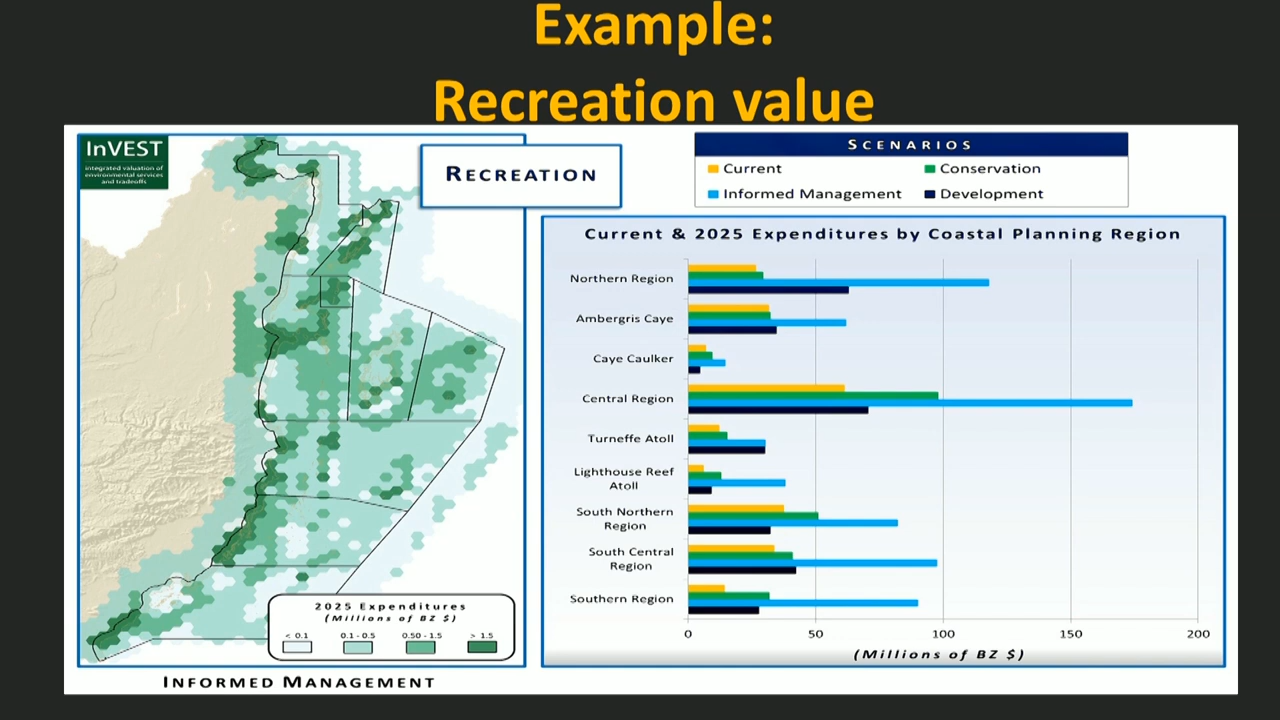 Example:
Recreation value
InVEST
integrated valuation of
environmental services
and tradeoffs
RECREATION
SCENARIOS
Current
Conservation
Informed Management
Development
Current & 2025 Expenditures by Coastal Planning Region
Northern Region
Ambergris Caye
Caye Caulker
Central Region
Turneffe Atoll
Lighthouse Reef
Atoll
South Northern
Region
South Central
Region
Southern Region
0 50 100 150 200
(Millions of BZ $)
2025 Expenditures
(Millions of BZ $)
< 0.1 0.1 - 0.5 0.50 - 1.5 > 1.5
INFORMED MANAGEMENT